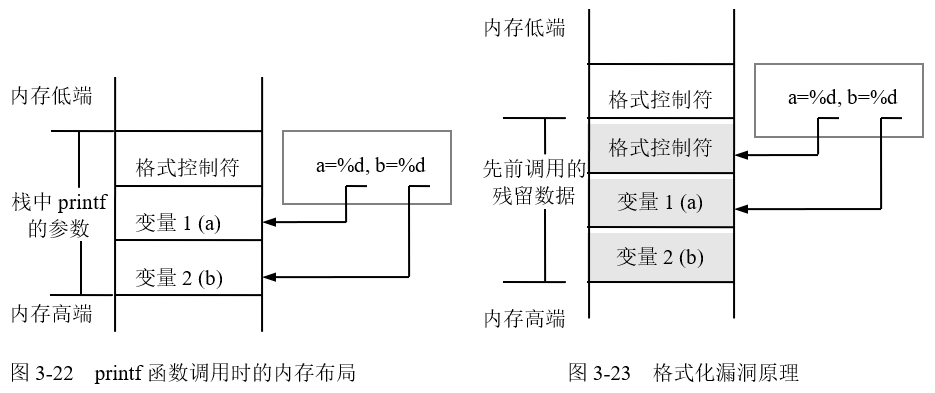 内存低端
格式控制符
a=%d, b=%d
栈中 printf
的参数
变量 1 (a)
变量 2 (b)
内存高端
图 3-22 printf 函数调用时的内存布局
内存低端
格式控制符
a=%d, b=%d
格式控制符
先前调用的
残留数据
变量 1 (a)
变量 2 (b)
内存高端
图 3-23 格式化漏洞原理